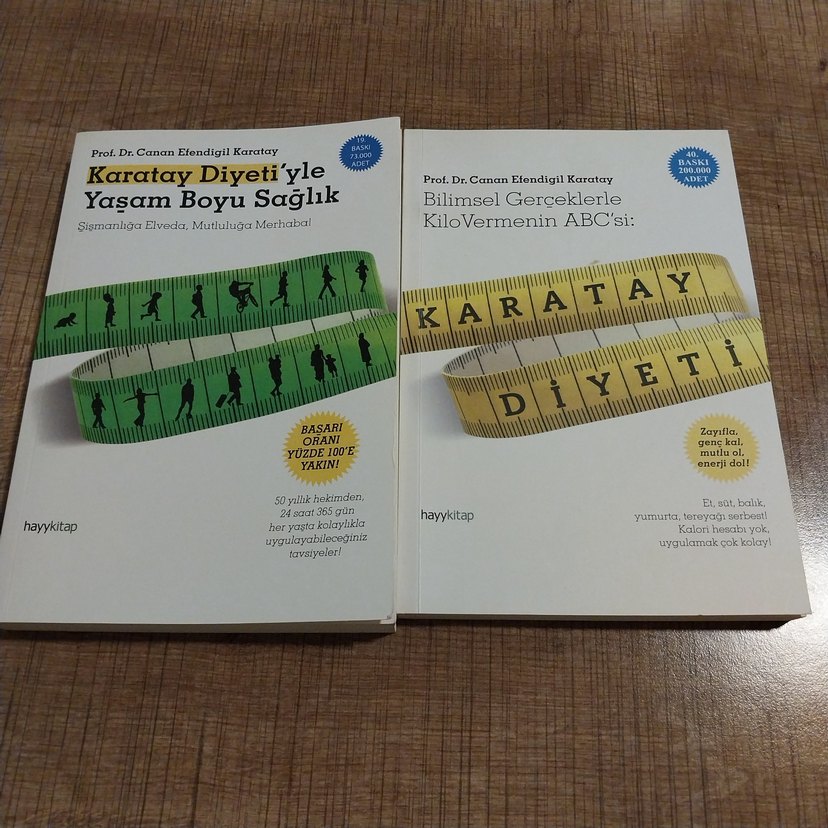 Prof. Dr. Canan Efendigil Karatay
Karatay Diyeti'yle
Yaşam Boyu Sağlık
Şişmanlığa Elveda, Mutluluğa Merhaba!
19.
BASKI
73.000
ADET
BAŞARI
ORANI
YÜZDE 100'E
YAKIN!
50 yıllık hekimden,
24 saat 365 gün
her yaşta kolaylıkla
uygulayabileceğiniz
tavsiyeler!
hayykitap
Prof. Dr. Canan Efendigil Karatay
Bilimsel Gerçeklerle
KiloVermenin ABC'si:
40.
BASKI
200.000
ADET
KARATAY
DİYETİ
Zayıfla,
genç kal,
mutlu ol,
enerji dol!
Et, süt, balık,
yumurta, tereyağı serbest!
Kalori hesabı yok,
uygulamak çok kolay!
hayykitap